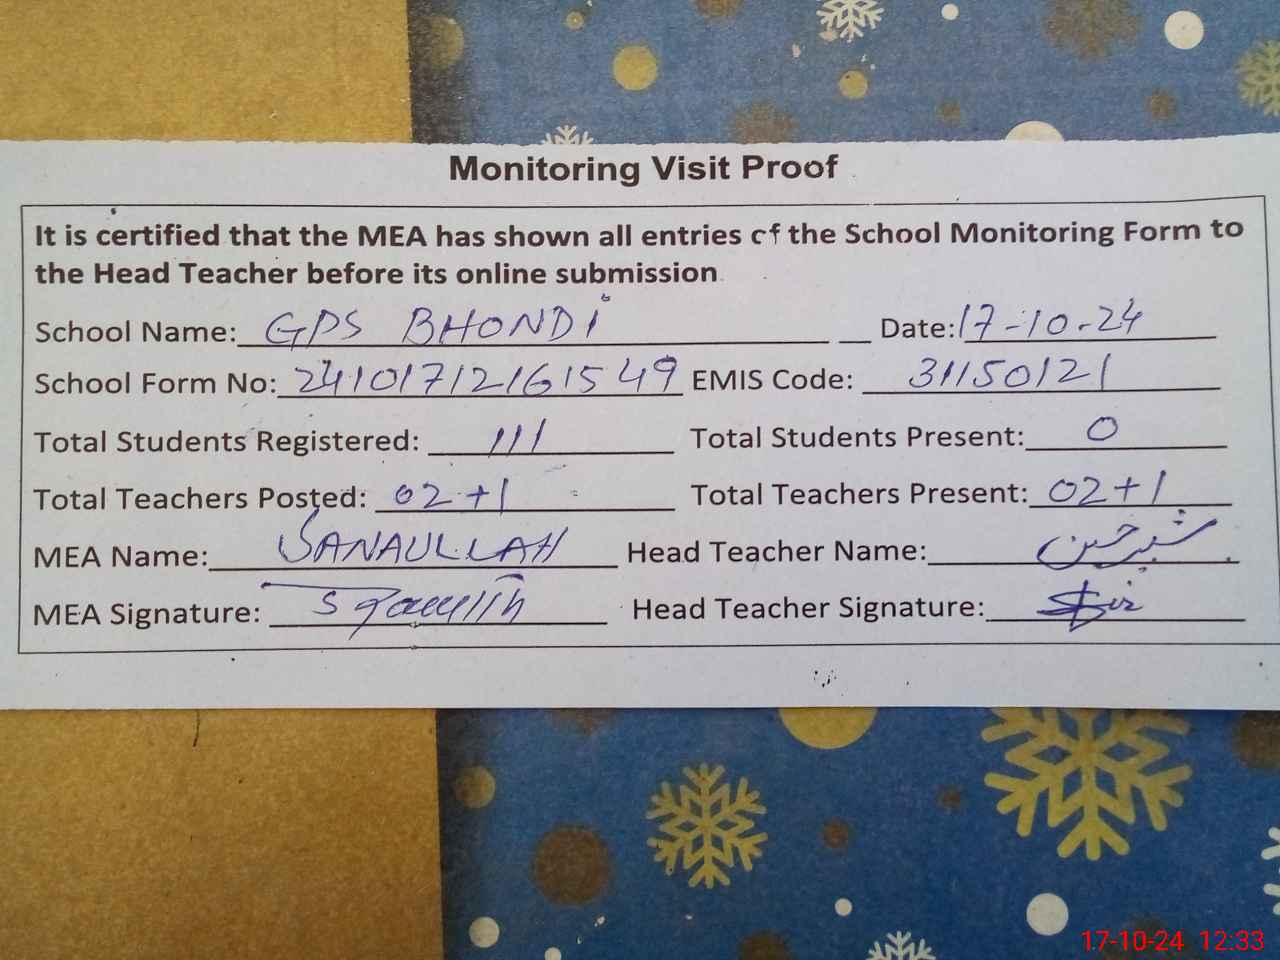 Monitoring Visit Proof
It is certified that the MEA has shown all entries of the School Monitoring Form to
the Head Teacher before its online submission
School Name: GPS BHONDi Date: 17-10-24
School Form No: 24101712161549 EMIS Code: 31150121
Total Students Registered: 111 Total Students Present: 0
Total Teachers Posted: 02+1 Total Teachers Present: 02+1
MEA Name: SANAULLAH Head Teacher Name: شبیر حسین
MEA Signature: Head Teacher Signature:
17-10-24 12:33